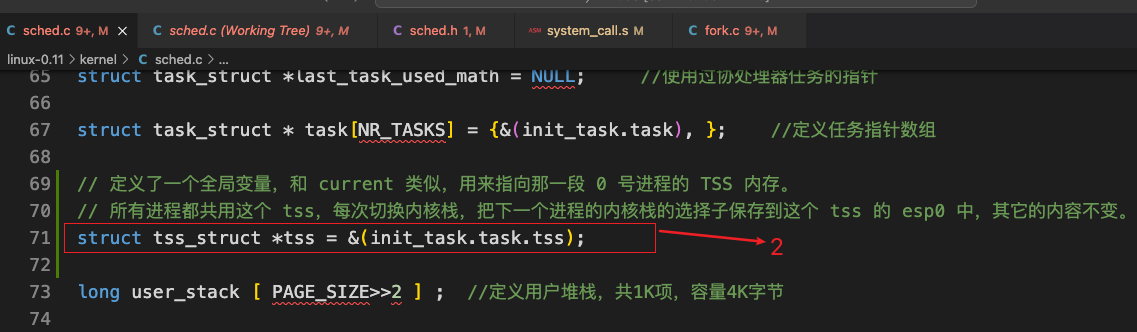 sched.c 9+, M
sched.c (Working Tree) 9+, M
sched.h 1, M
ASM system_call.s M
fork.c 9+, M
linux-0.11 > kernel > C sched.c > ...
65 struct task_struct *last_task_used_math = NULL; //使用过协处理器任务的指针
66
67 struct task_struct * task[NR_TASKS] = {&(init_task.task), }; //定义任务指针数组
68
69 // 定义了一个全局变量，和 current 类似，用来指向那一段 0 号进程的 TSS 内存。
70 // 所有进程都共用这个 tss，每次切换内核栈，把下一个进程的内核栈的选择子保存到这个 tss 的 esp0 中，其它的内容不变。
71 struct tss_struct *tss = &(init_task.task.tss);
2
72
73 long user_stack [ PAGE_SIZE>>2 ] ; //定义用户堆栈，共1K项，容量4K字节
74